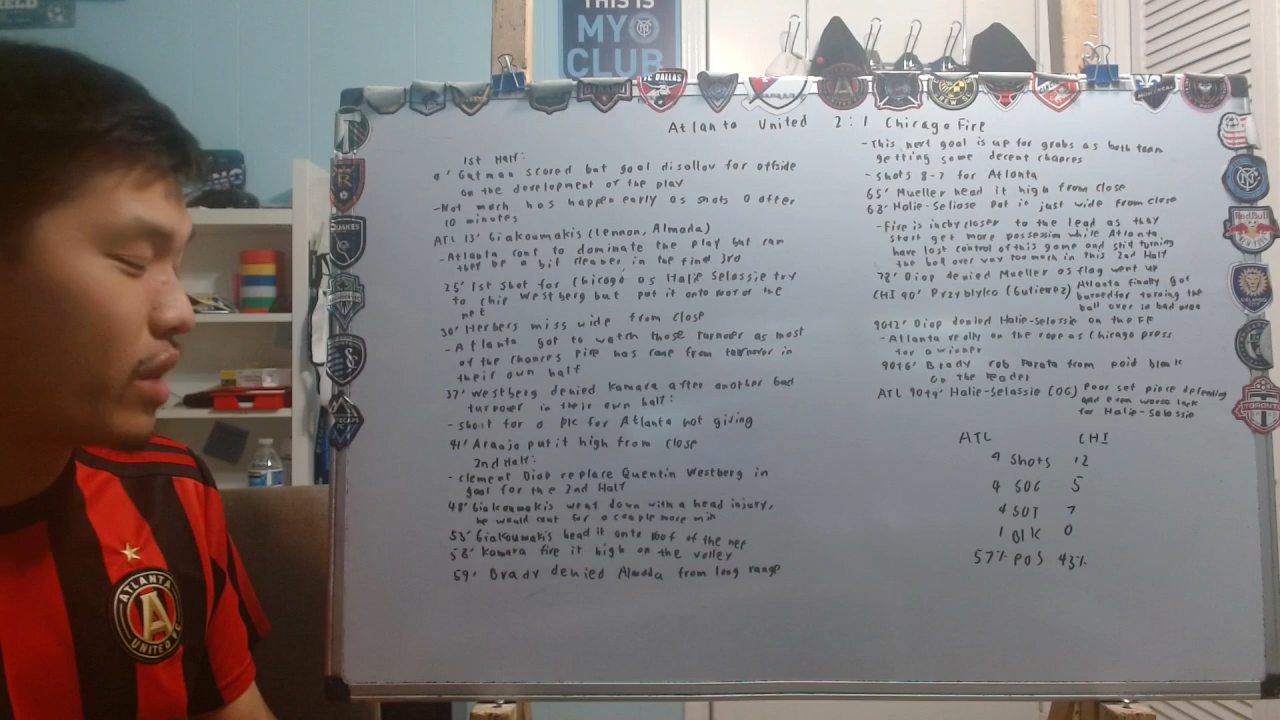 THIS IS
MY
CLUB
FC DALLAS
Atlanta United 2:1 Chicago Fire
1st Half:
9' Gutman scored but goal disallow for offside
on the development of the play
-Not much has happen early as shots 0 after
10 minutes
ATL 13' Giakoumakis (Lennon, Almada)
-Atlanta cont to dominate the play but can
they be a bit cleaner in the final 3rd
25' 1st shot for Chicago as Halie Selassie try
to chip Westberg but put it onto roof of the
net
30' Herbers miss wide from close
-Atlanta got to watch those turnover as most
of the chances Fire has come from turnover in
their own half
37' Westberg denied Kamara after another bad
turnover in their own half!
- shout for a PK for Atlanta not giving
41' Araujo put it high from close
2nd Half:
- Clement Diop replace Quentin Westberg in
goal for the 2nd Half
48' Giakoumakis went down with a head injury,
he would cont for a couple more min
53' Giakoumakis head it onto roof of the net
58' Kamara fire it high on the volley
59' Brady denied Almada from long range
-This next goal is up for grabs as both team
getting some decent chances
-shots 8-7 for Atlanta
65' Mueller head it high from close
68' Halie-Selassie put it just wide from close
-Fire is inching closer to the lead as they
start get more possession while Atlanta
have lost control of this game and still turning
the ball over way too much in this 2nd Half
78' Diop denied Mueller as flag went up
CHI 90' Przybylko (Gutierrez) Atlanta finally got
burned for turning the
ball over in bad area
90+2' Diop denied Halie-Selassie on the
-Atlanta really on the rope as Chicago press
for a winner
90+6' Brady rob Purata from point blank
on the header
ATL 90+9' Halie-Selassie (OG) Poor set piece defending
and even worse luck
for Halie-Selassie
ATL CHI
9 Shots 12
4 SOG 5
4 SOT 7
1 Blk 0
57% POS 43%
ATLANTA
A
UNITED FC
Red Bull
TORONTO